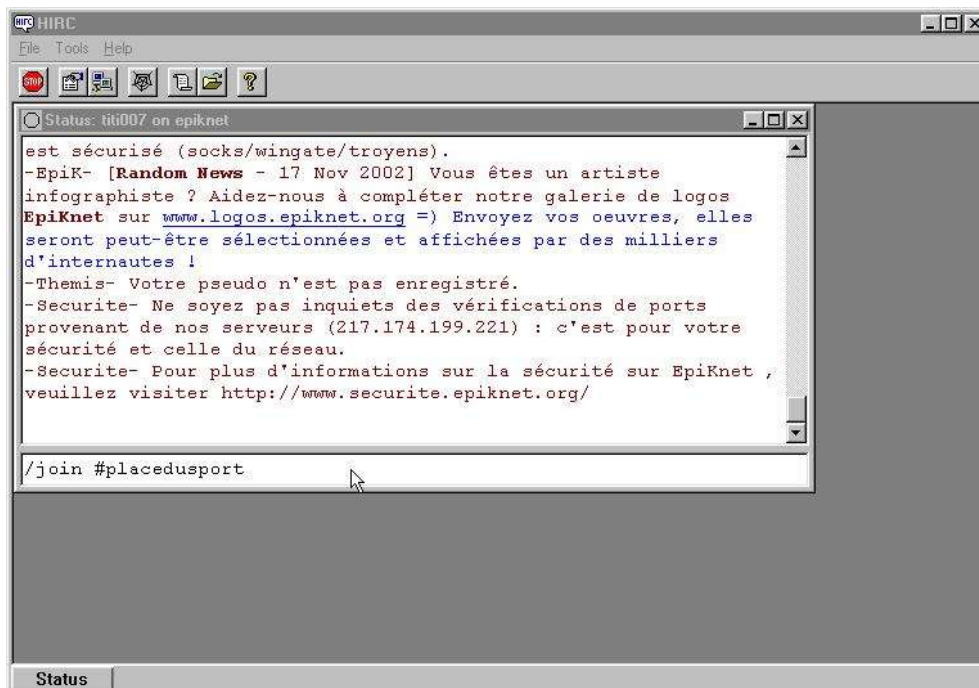 HIRC
File Tools Help
STOP
Status: titi007 on epiknet
est sécurisé (socks/wingate/troyens).
-EpiK- [Random News - 17 Nov 2002] Vous êtes un artiste
infographiste ? Aidez-nous à compléter notre galerie de logos
EpiKnet sur www.logos.epiknet.org =) Envoyez vos oeuvres, elles
seront peut-être sélectionnées et affichées par des milliers
d'internautes !
-Themis- Votre pseudo n'est pas enregistré.
-Securite- Ne soyez pas inquiets des vérifications de ports
provenant de nos serveurs (217.174.199.221) : c'est pour votre
sécurité et celle du réseau.
-Securite- Pour plus d'informations sur la sécurité sur EpiKnet ,
veuillez visiter http://www.securite.epiknet.org/
/join #placedusport
Status